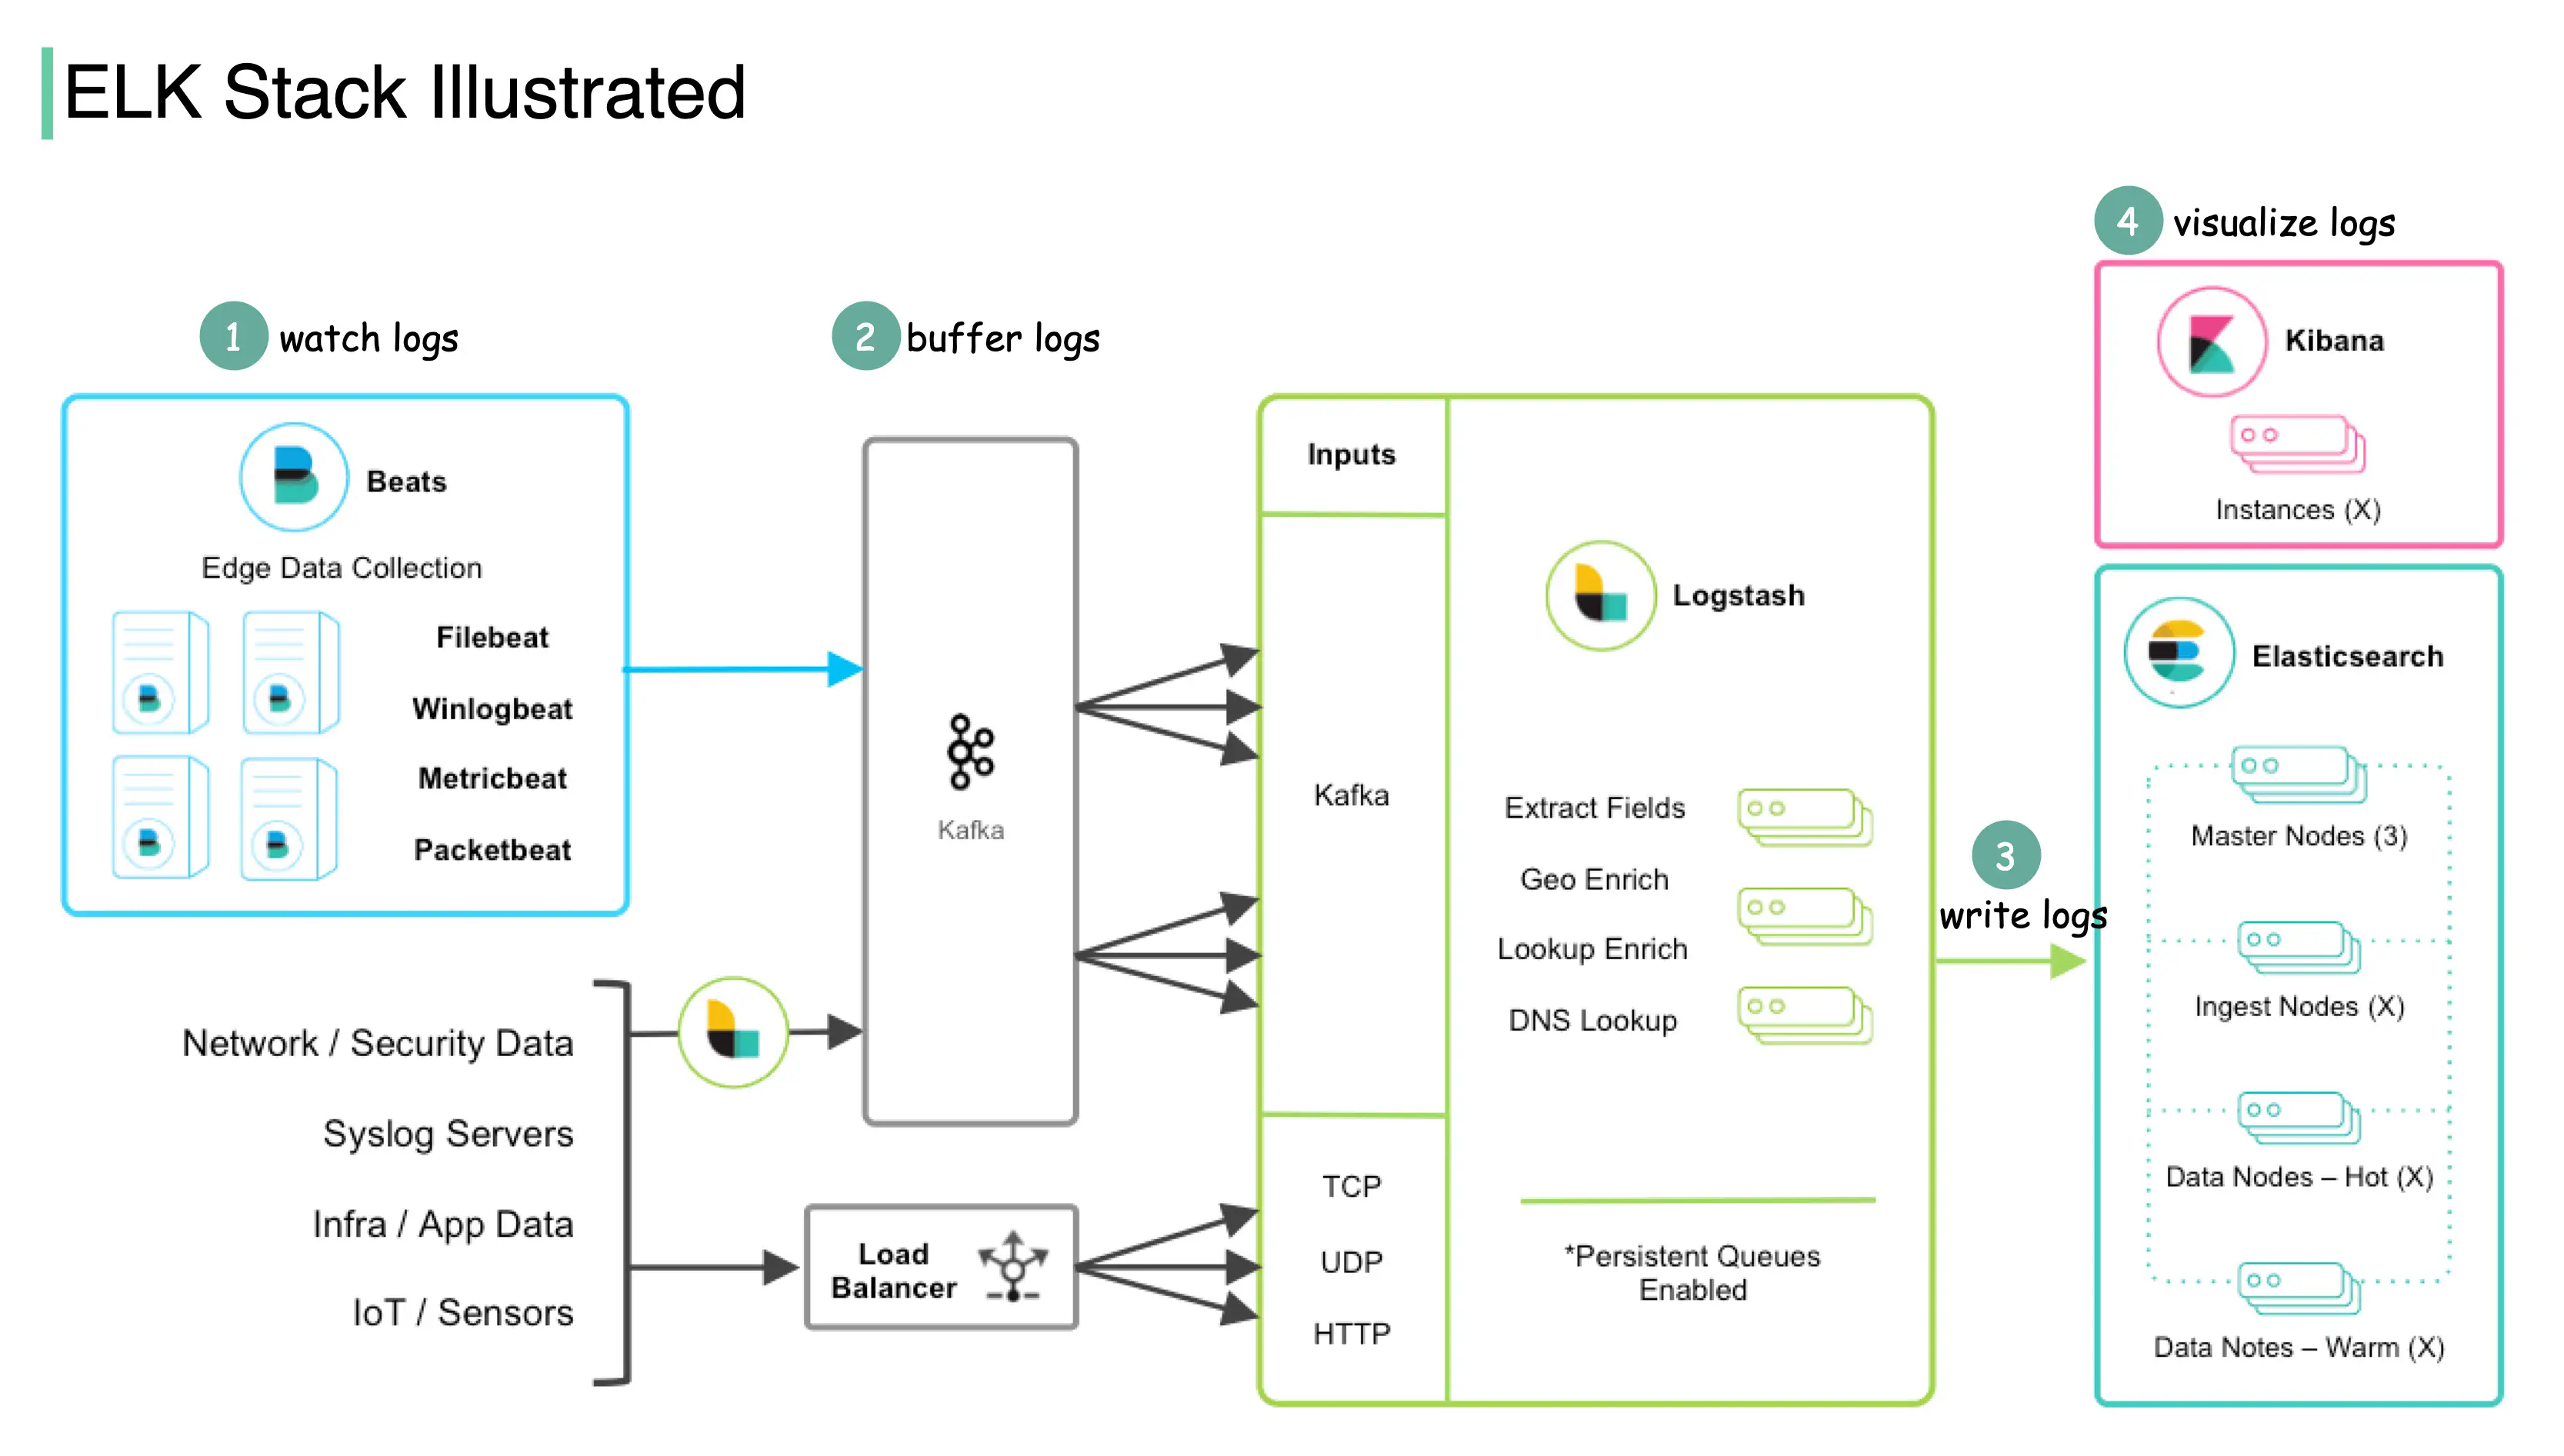 ELK Stack Illustrated
1 watch logs
Beats
Edge Data Collection
Filebeat
Winlogbeat
Metricbeat
Packetbeat
Network / Security Data
Syslog Servers
Infra / App Data
IoT / Sensors
2 buffer logs
Kafka
Load
Balancer
Inputs
Kafka
TCP
UDP
HTTP
Logstash
Extract Fields
Geo Enrich
Lookup Enrich
DNS Lookup
*Persistent Queues
Enabled
3
write logs
4 visualize logs
Kibana
Instances (X)
Elasticsearch
Master Nodes (3)
Ingest Nodes (X)
Data Nodes – Hot (X)
Data Notes – Warm (X)